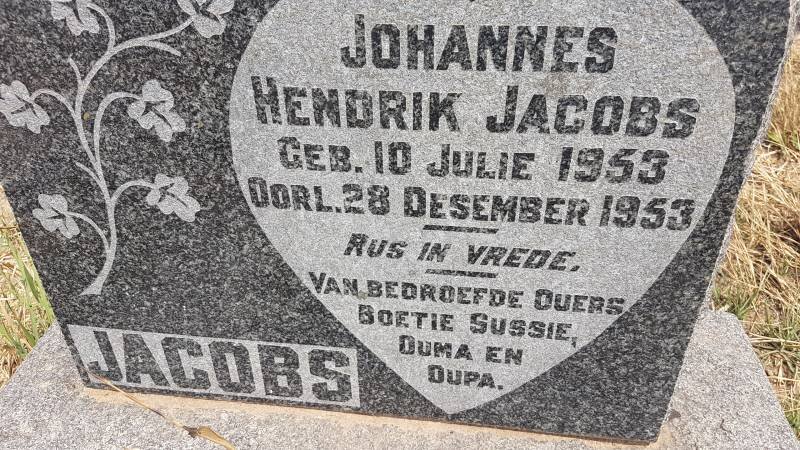 JOHANNES
HENDRIK JACOBS
GEB. 10 JULIE 1953
OORL. 28 DESEMBER 1953
RUS IN VREDE,
VAN BEDROEFDE OUERS
BOETIE SUSSIE,
OUMA EN
OUPA.
JACOBS